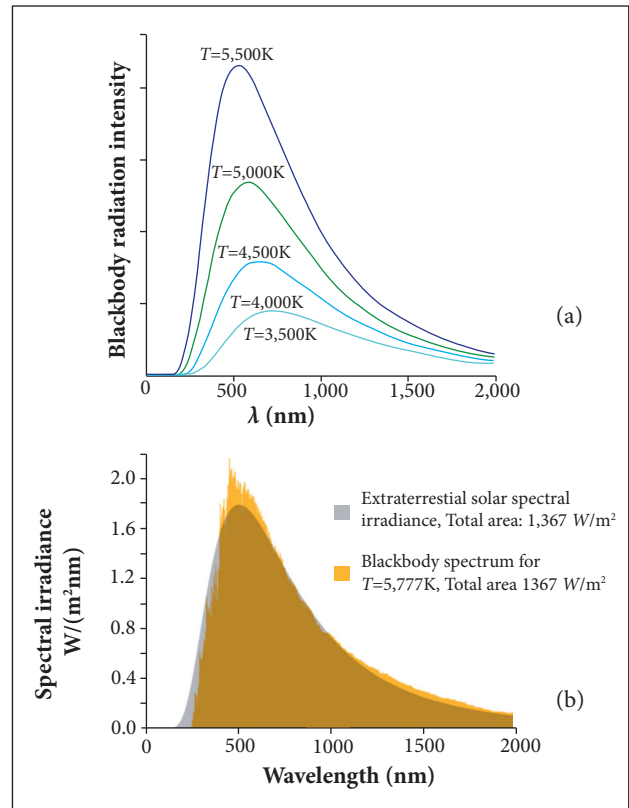 T=5,500K
T=5,000K
T=4,500K
T=4,000K
T=3,500K
Blackbody radiation intensity
(a)
0 500 1,000 1,500 2,000
λ (nm)
2.0
1.6
1.2
0.8
0.4
0.0
Spectral irradiance
W/(m²nm)
Extraterrestial solar spectral
irradiance, Total area: 1,367 W/m²
Blackbody spectrum for
T=5,777K, Total area 1367 W/m²
(b)
0 500 1000 1500 2000
Wavelength (nm)